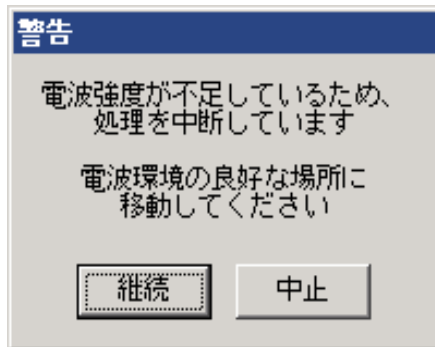 警告
電波強度が不足しているため、
処理を中断しています
電波環境の良好な場所に
移動してください
継続
中止